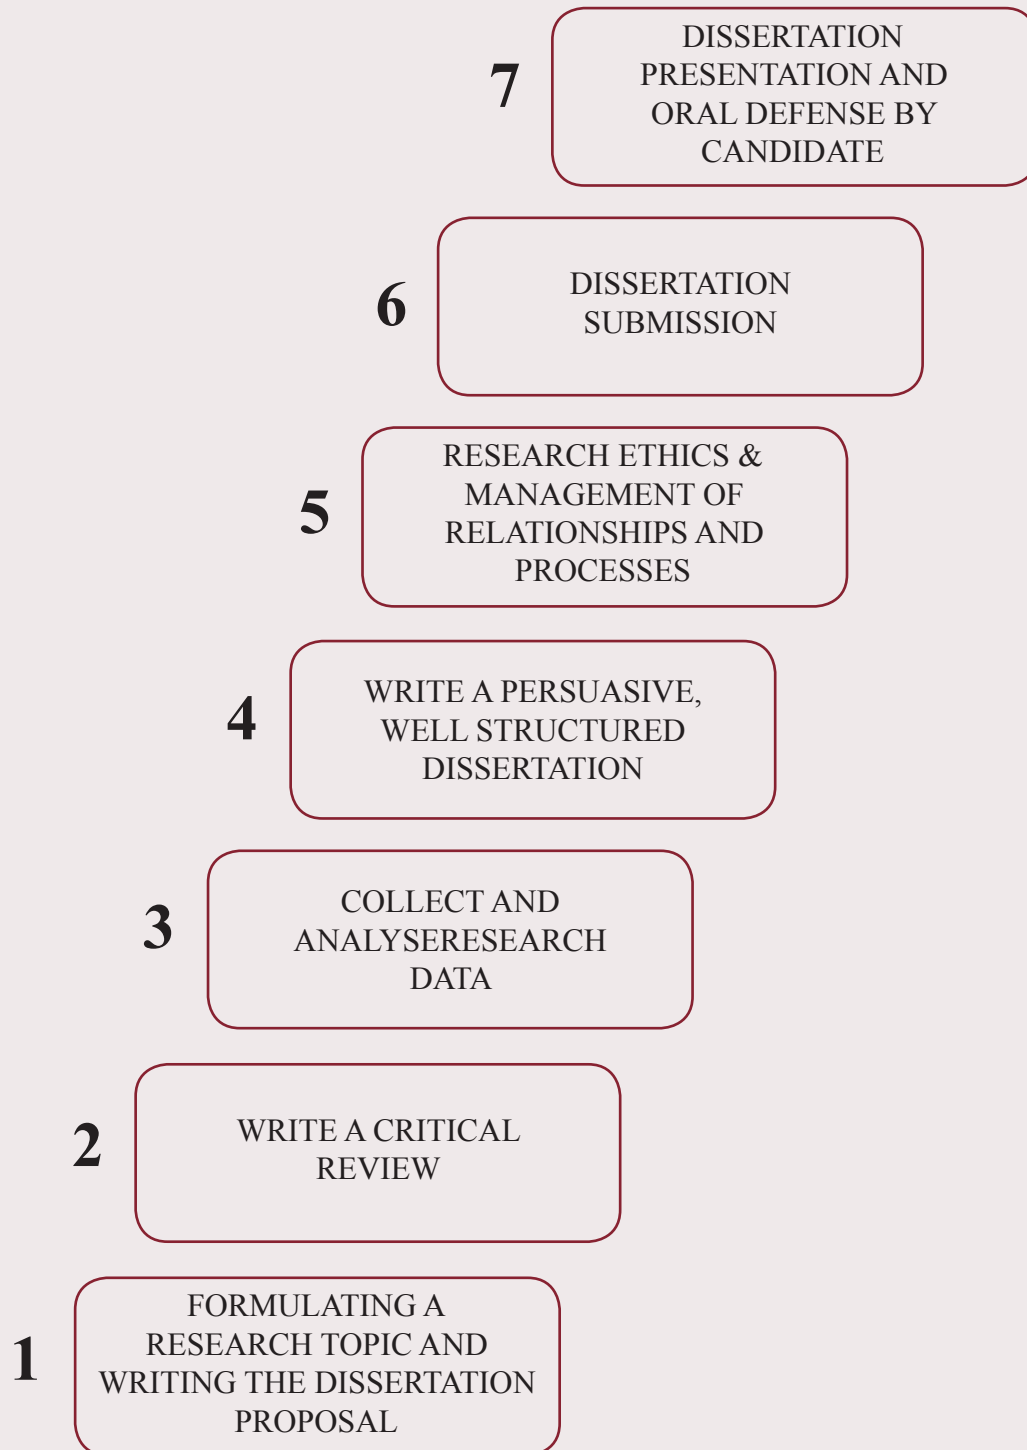 7
DISSERTATION
PRESENTATION AND
ORAL DEFENSE BY
CANDIDATE
6
DISSERTATION
SUBMISSION
5
RESEARCH ETHICS &
MANAGEMENT OF
RELATIONSHIPS AND
PROCESSES
4
WRITE A PERSUASIVE,
WELL STRUCTURED
DISSERTATION
3
COLLECT AND
ANALYSERESEARCH
DATA
2
WRITE A CRITICAL
REVIEW
1
FORMULATING A
RESEARCH TOPIC AND
WRITING THE DISSERTATION
PROPOSAL